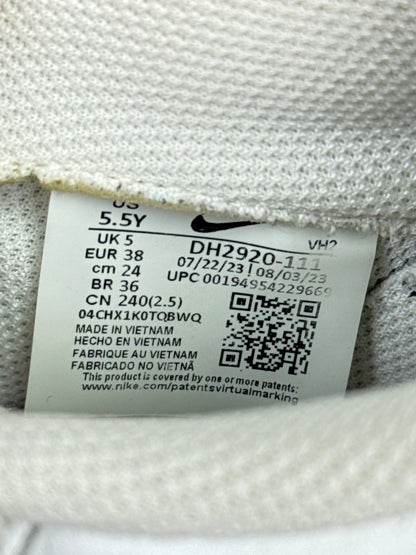 US
5.5Y
UK 5
EUR 38
cm 24
BR 36
CN 240(2.5)
04CHX1K0TQBWQ
VH2
DH2920-111
07/22/23 | 08/03/23
UPC 00194954229669
MADE IN VIETNAM
HECHO EN VIETNAM
FABRIQUE AU VIETNAM
FABRICADO NO VIETNÃ
This product is covered by one or more patents:
www.nike.com/patentsvirtualmarking